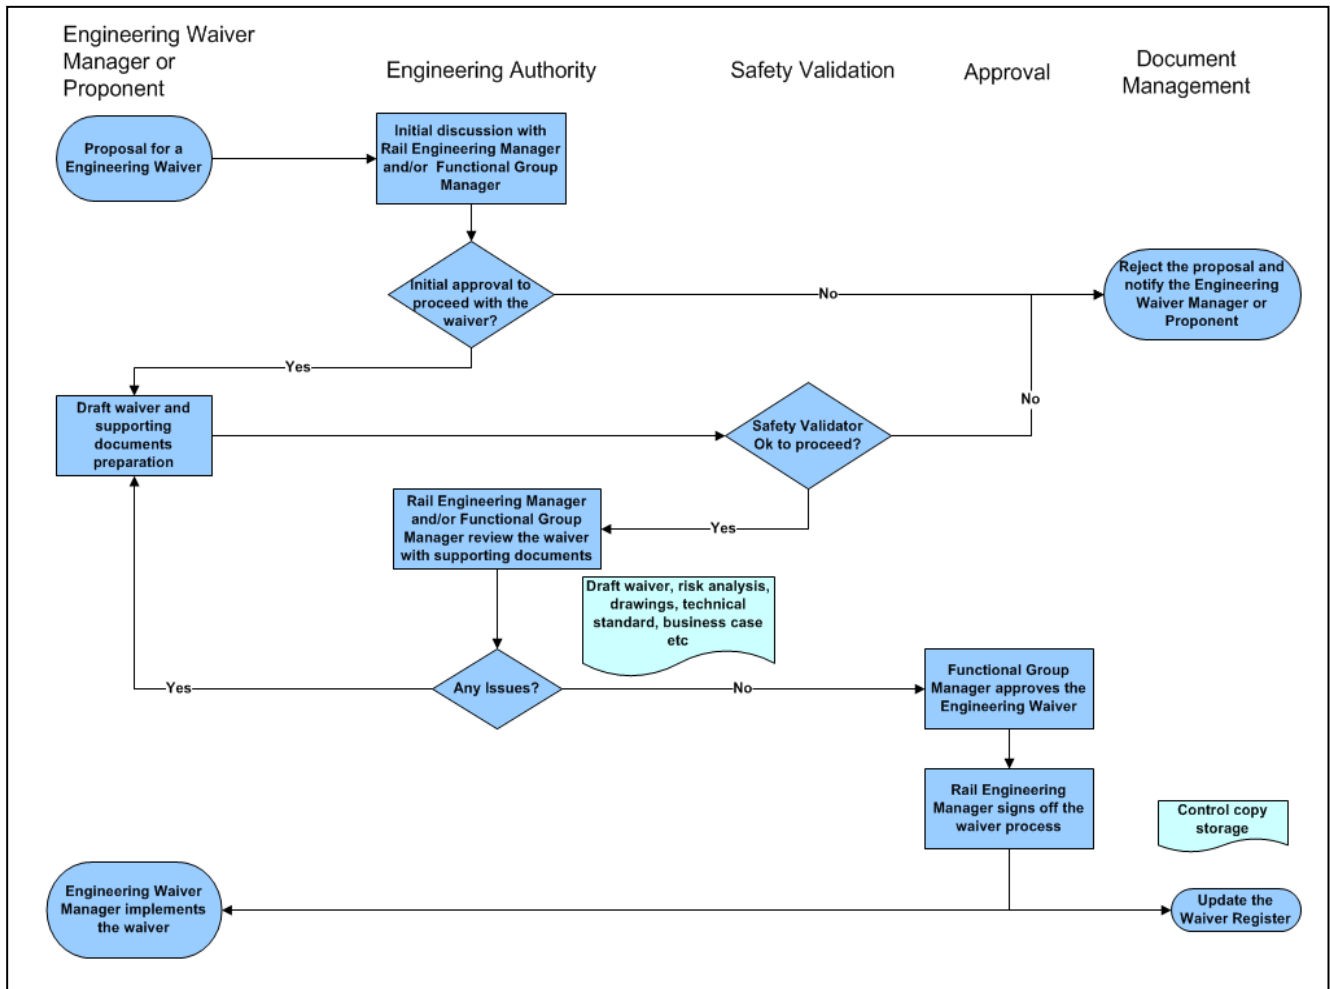 Engineering Waiver
Manager or
Proponent
Engineering Authority
Safety Validation
Approval
Document
Management
Proposal for a
Engineering Waiver
Initial discussion with
Rail Engineering Manager
and/or Functional Group
Manager
Initial approval to
proceed with the
waiver?
No
Reject the proposal and
notify the Engineering
Waiver Manager or
Proponent
Yes
Draft waiver and
supporting
documents
preparation
Safety Validator
Ok to proceed?
No
Rail Engineering Manager
and/or Functional Group
Manager review the waiver
with supporting documents
Yes
Draft waiver, risk analysis,
drawings, technical
standard, business case
etc
Yes
Any Issues?
No
Functional Group
Manager approves the
Engineering Waiver
Rail Engineering
Manager signs off the
waiver process
Control copy
storage
Engineering Waiver
Manager implements
the waiver
Update the
Waiver Register